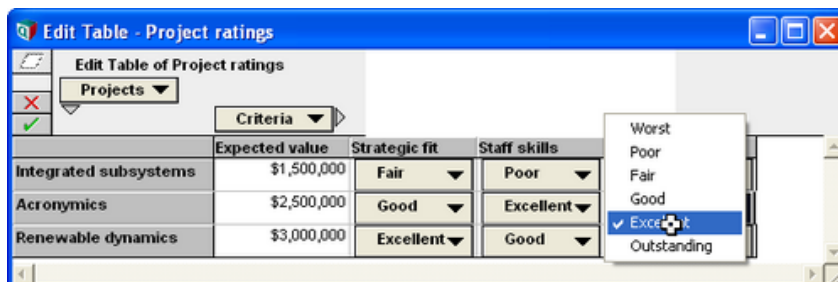 Edit Table - Project ratings
Edit Table of Project ratings
Projects
Criteria
Expected value Strategic fit Staff skills
Integrated subsystems $1,500,000 Fair Poor
Acronymics $2,500,000 Good Excellent
Renewable dynamics $3,000,000 Excellent Good
Worst
Poor
Fair
Good
Excellent
Outstanding